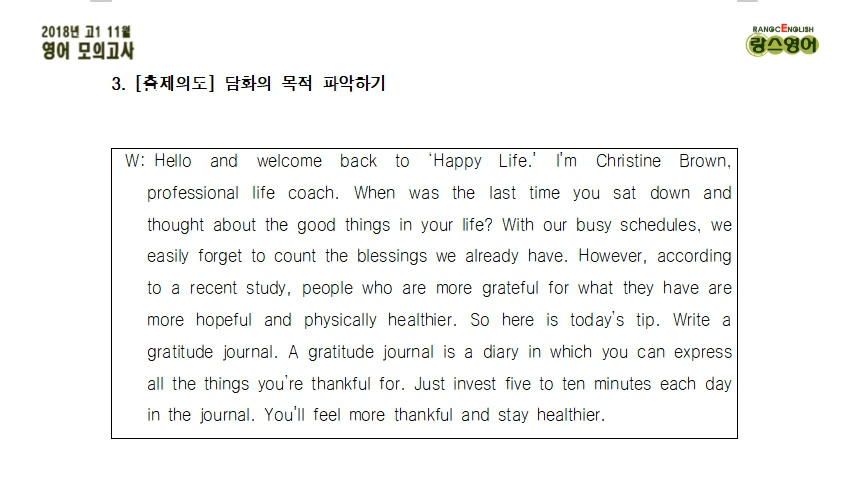 2018년 고1 11월
영어 모의고사
RANGCENGLISH
랑스영어
3. [출제의도] 담화의 목적 파악하기
W: Hello and welcome back to ‘Happy Life.’ I’m Christine Brown,
professional life coach. When was the last time you sat down and
thought about the good things in your life? With our busy schedules, we
easily forget to count the blessings we already have. However, according
to a recent study, people who are more grateful for what they have are
more hopeful and physically healthier. So here is today’s tip. Write a
gratitude journal. A gratitude journal is a diary in which you can express
all the things you’re thankful for. Just invest five to ten minutes each day
in the journal. You’ll feel more thankful and stay healthier.